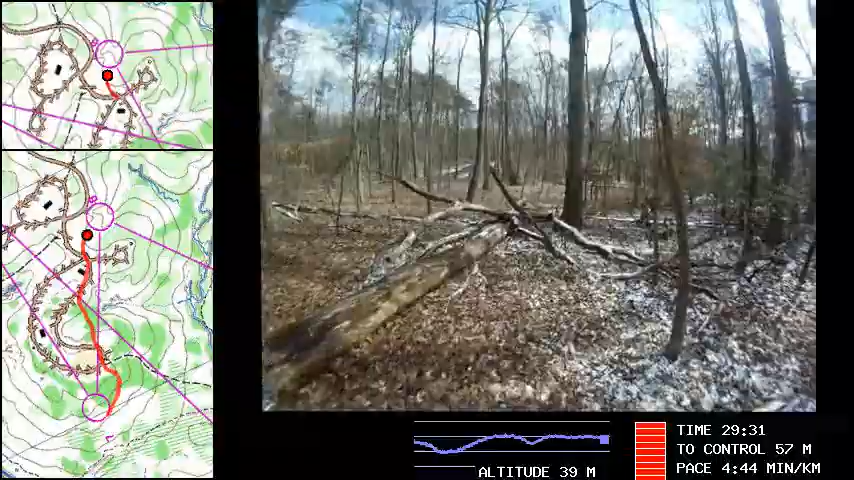 TIME 29:31
TO CONTROL 57 M
ALTITUDE 39 M
PACE 4:44 MIN/KM